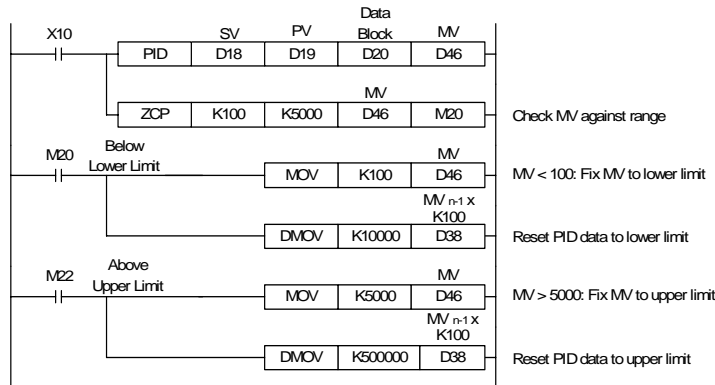 Data
X10 SV PV Block MV
PID D18 D19 D20 D46
MV
ZCP K100 K5000 D46 M20 Check MV against range
M20 Below
Lower Limit MV
MOV K100 D46 MV < 100: Fix MV to lower limit
MV n-1 x
K100
DMOV K10000 D38 Reset PID data to lower limit
M22 Above
Upper Limit MV
MOV K5000 D46 MV > 5000: Fix MV to upper limit
MV n-1 x
K100
DMOV K500000 D38 Reset PID data to upper limit